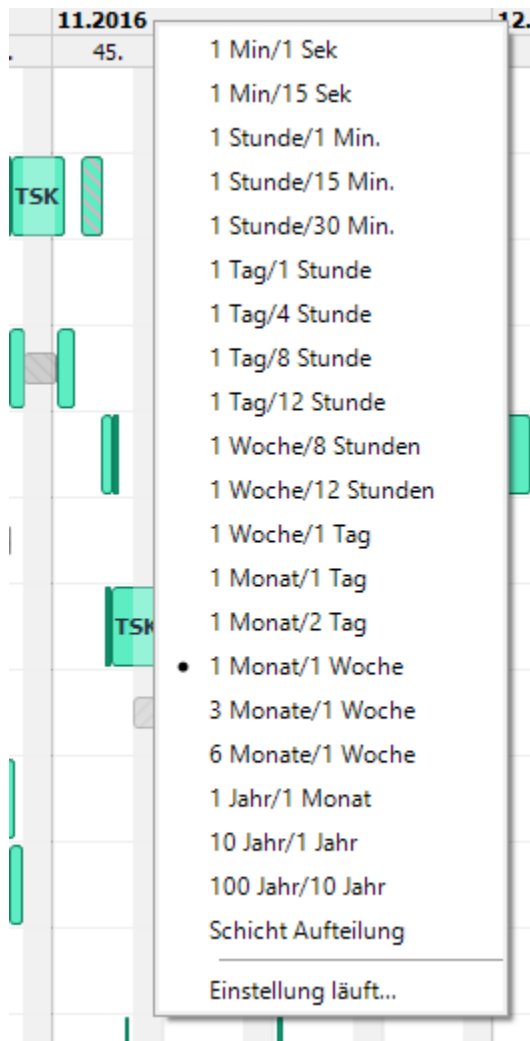 11.2016
12.
45.
1 Min/1 Sek
1 Min/15 Sek
1 Stunde/1 Min.
1 Stunde/15 Min.
TSK
1 Stunde/30 Min.
1 Tag/1 Stunde
1 Tag/4 Stunde
1 Tag/8 Stunde
1 Tag/12 Stunde
1 Woche/8 Stunden
1 Woche/12 Stunden
1 Woche/1 Tag
1 Monat/1 Tag
1 Monat/2 Tag
TSK
1 Monat/1 Woche
3 Monate/1 Woche
6 Monate/1 Woche
1 Jahr/1 Monat
10 Jahr/1 Jahr
100 Jahr/10 Jahr
Schicht Aufteilung
Einstellung läuft...